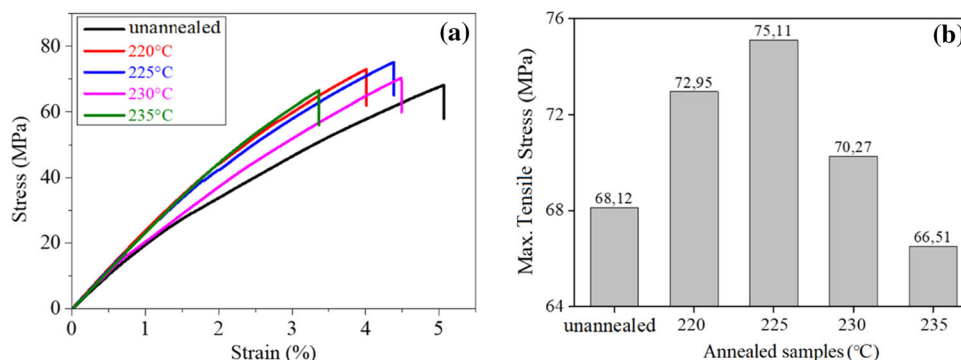 (a)
unannealed
220°C
225°C
230°C
235°C
80
60
40
20
0
0 1 2 3 4 5
Stress (MPa)
Strain (%)
(b)
76
72
68
64
Max. Tensile Stress (MPa)
68,12
72,95
75,11
70,27
66,51
unannealed 220 225 230 235
Annealed samples (°C)